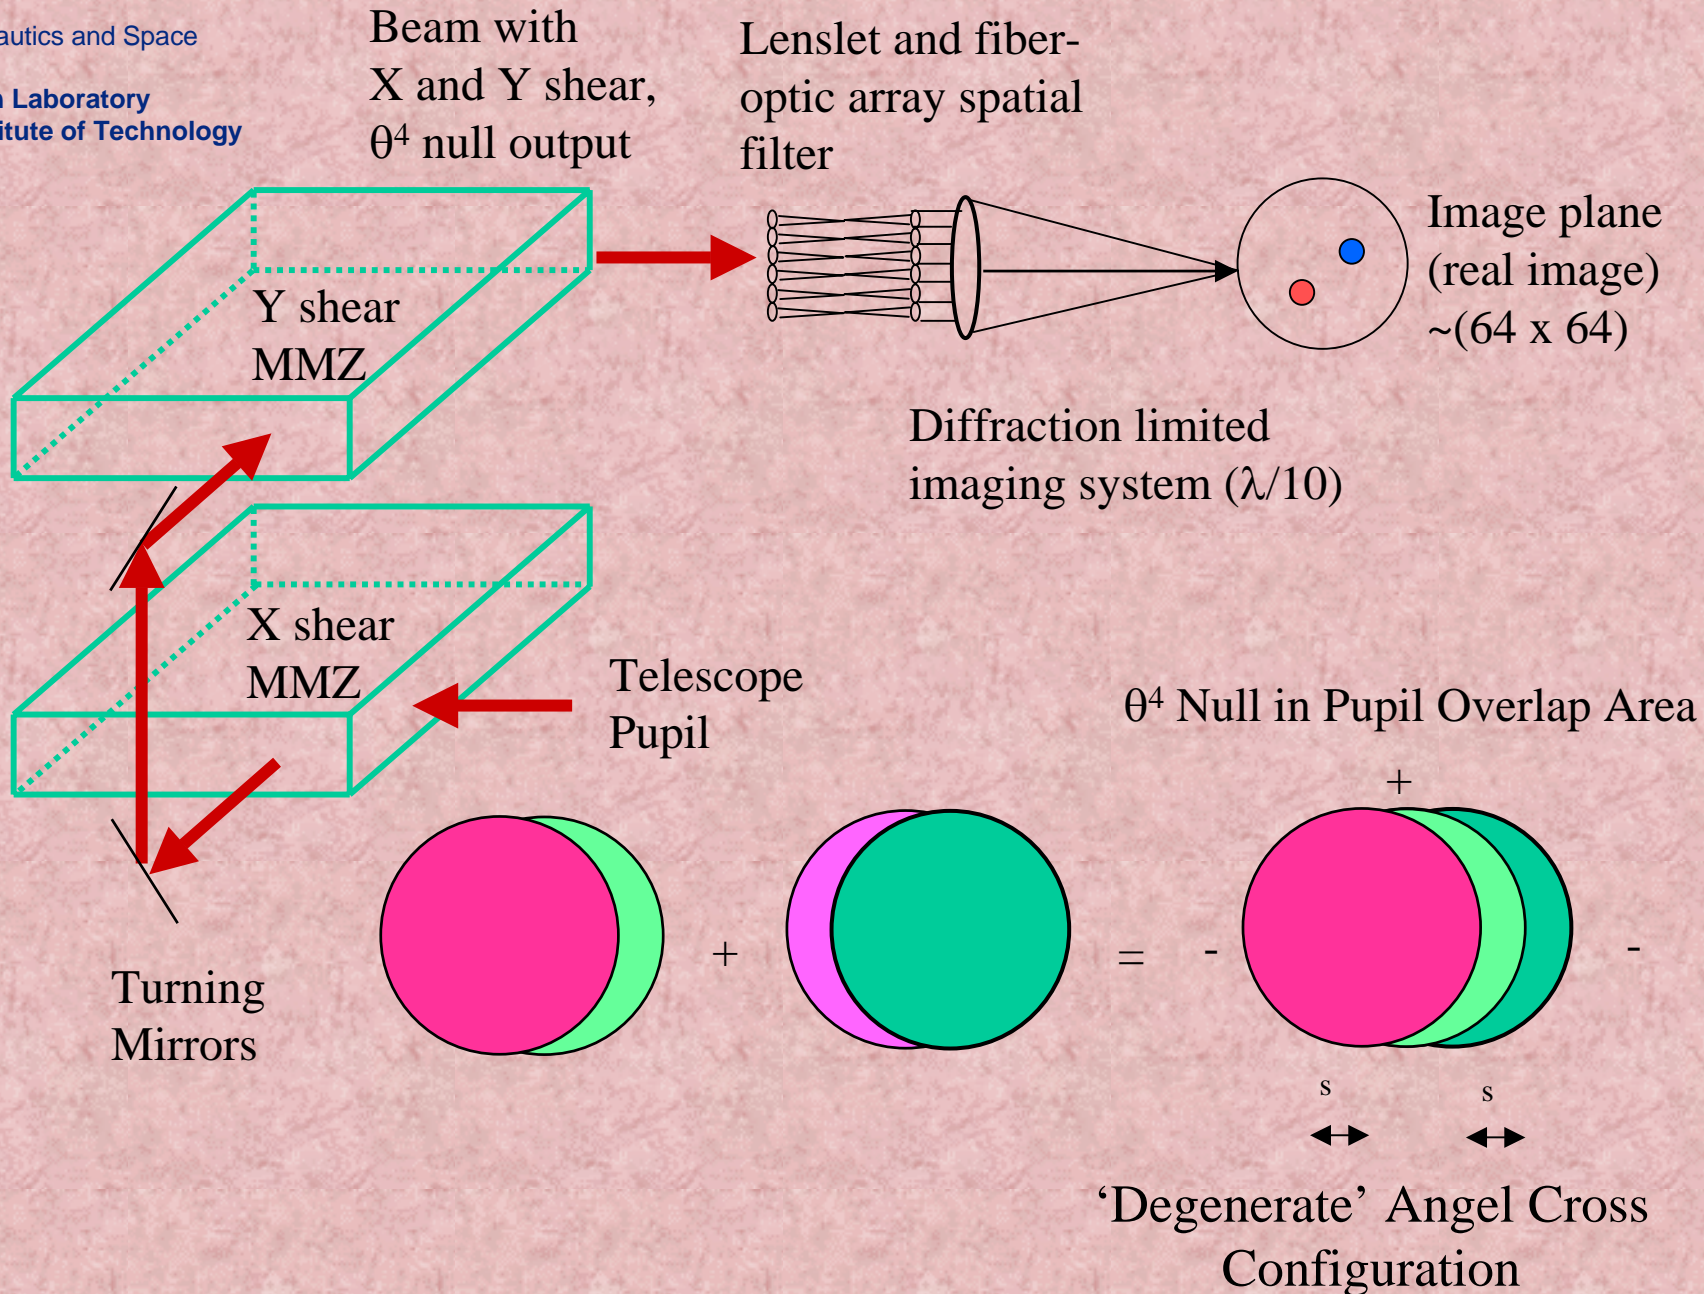 Beam with
X and Y shear,
θ⁴ null output
Lenslet and fiber-
optic array spatial
filter
and Space
Laboratory
of Technology
Image plane
(real image)
~(64 x 64)
Y shear
MMZ
Diffraction limited
imaging system (λ/10)
X shear
MMZ
Telescope
Pupil
θ⁴ Null in Pupil Overlap Area
+
+
=
-
-
Turning
Mirrors
s
s
‘Degenerate’ Angel Cross
Configuration